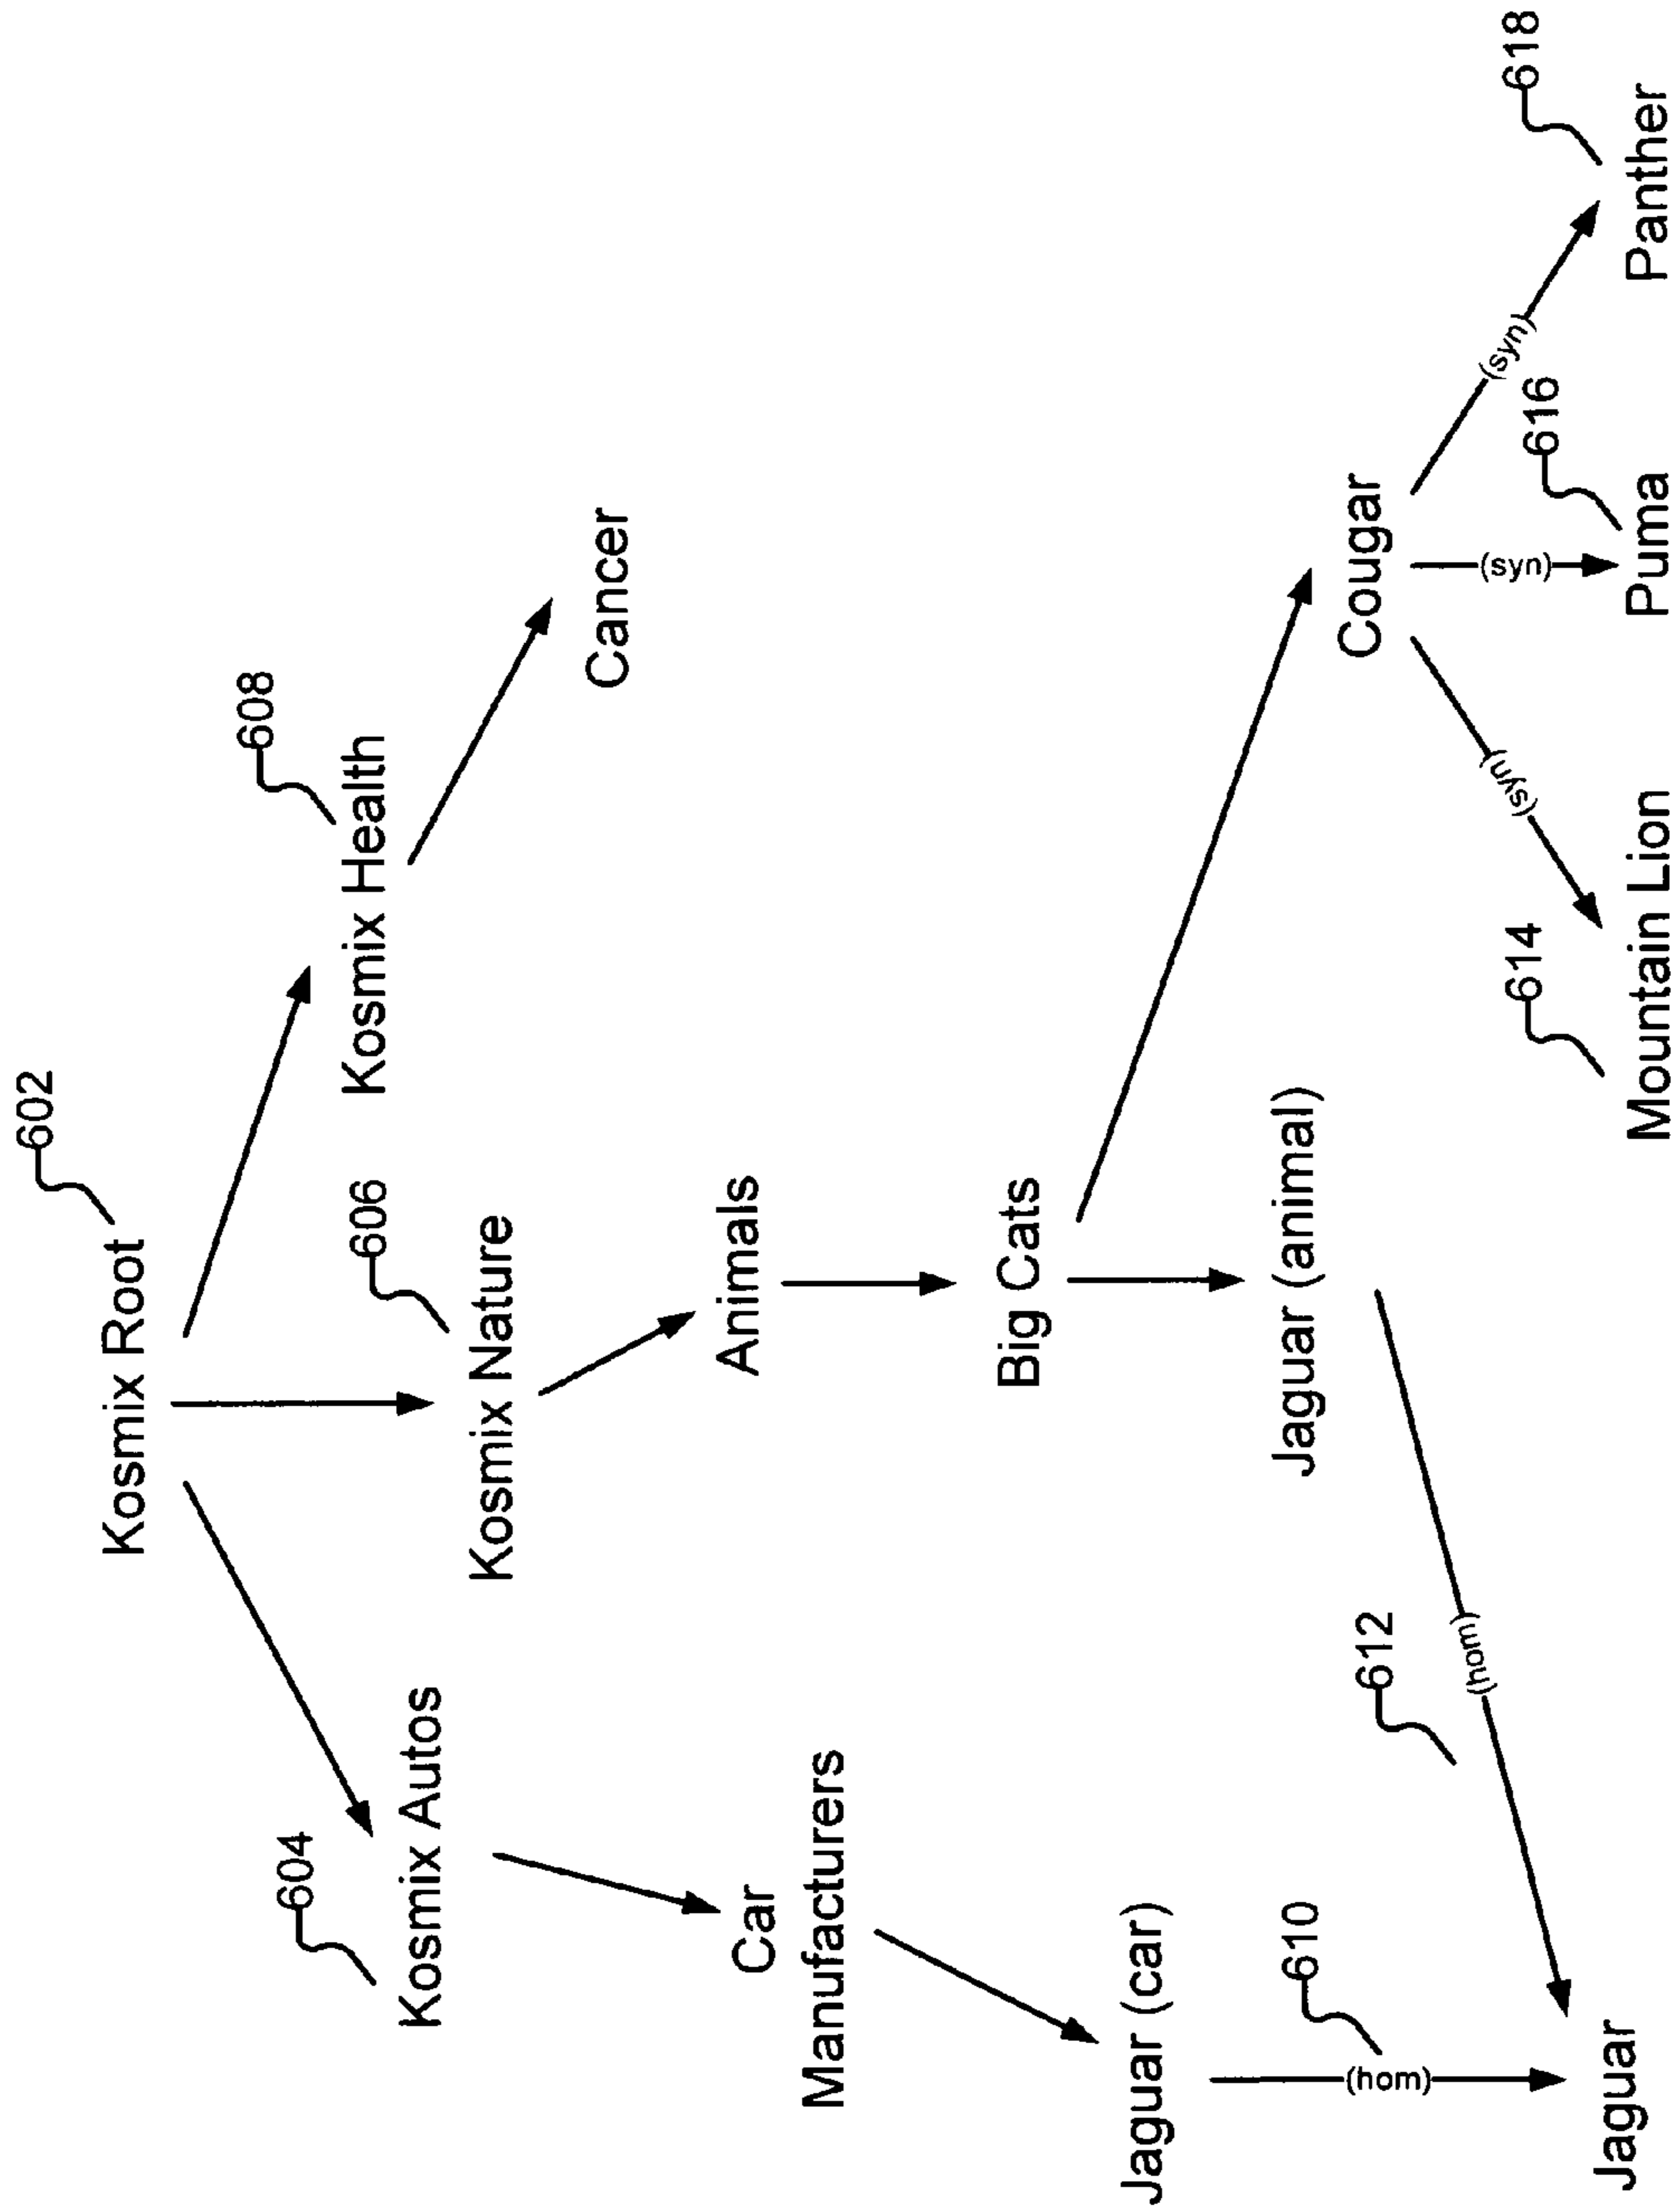 602
Kosmix Root
608
604
606
Kosmix Health
Kosmix Autos
Kosmix Nature
Cancer
Car
Manufacturers
Animals
Big Cats
Jaguar (car)
Jaguar (animal)
Cougar
610
612
(hom)
(hom)
(syn)
(syn)
(syn)
614
616
618
Jaguar
Mountain Lion
Puma
Panther